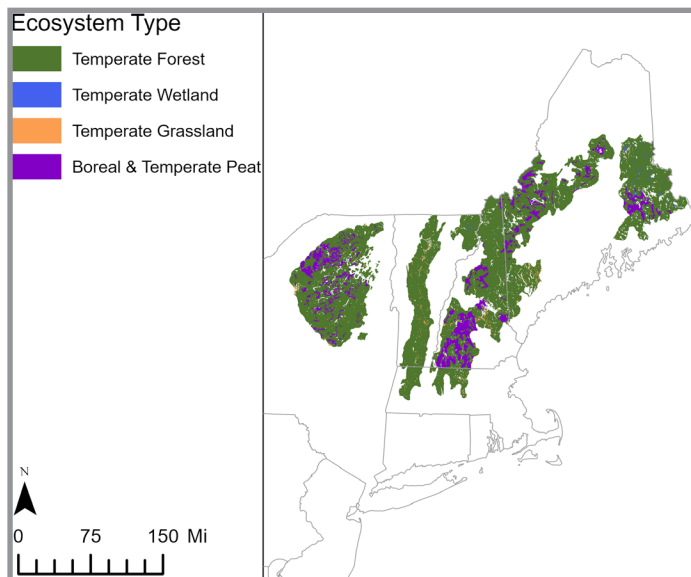 Ecosystem Type
Temperate Forest
Temperate Wetland
Temperate Grassland
Boreal & Temperate Peat
N
0 75 150 Mi